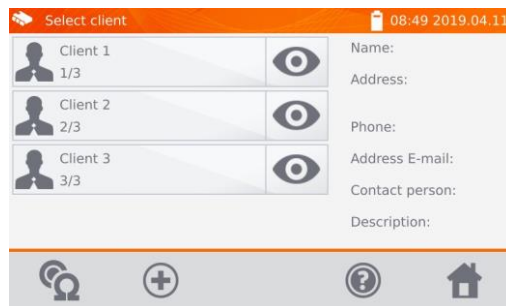 Select client
08:49 2019.04.11
Client 1
1/3
Client 2
2/3
Client 3
3/3
Name:
Address:
Phone:
Address E-mail:
Contact person:
Description: